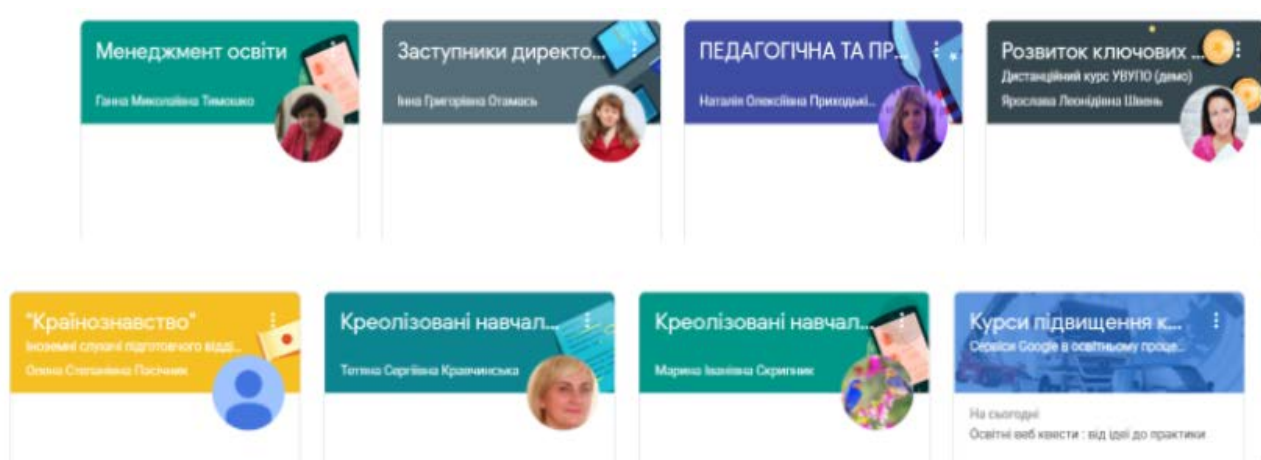 Менеджмент освіти
Ганна Миколаївна Тимошко
Заступники директо...
Інна Григорівна Отамась
ПЕДАГОГІЧНА ТА ПР...
Наталія Олексіївна Приходькі...
Розвиток ключових ...
Дистанційний курс УВУПО (демо)
Ярослава Леонідівна Швень
"Країнознавство"
Іноземні слухачі підготовчого відді...
Олена Степанівна Пасічник
Креолізовані навчал...
Тетяна Сергіївна Кравчинська
Креолізовані навчал...
Марина Іванівна Скрипник
Курси підвищення к...
Сервіси Google в освітньому проце...
На сьогодні
Освітні веб квести : від ідеї до практики